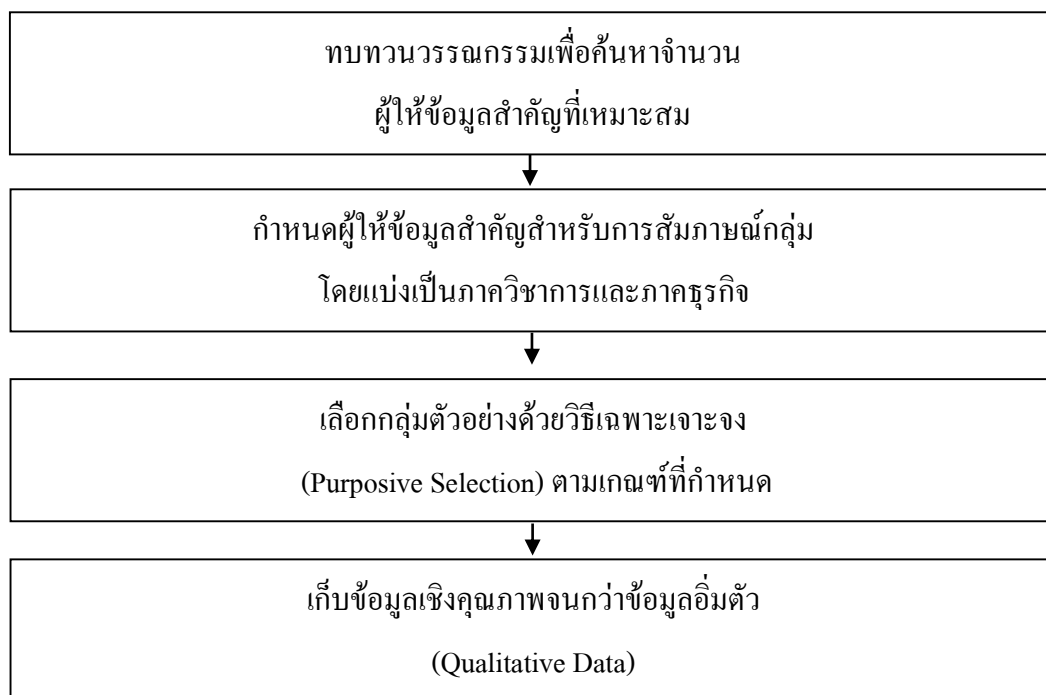 ทบทวนวรรณกรรมเพื่อค้นหาจำนวน
ผู้ให้ข้อมูลสำคัญที่เหมาะสม
กำหนดผู้ให้ข้อมูลสำคัญสำหรับการสัมภาษณ์กลุ่ม
โดยแบ่งเป็นภาควิชาการและภาคธุรกิจ
เลือกกลุ่มตัวอย่างด้วยวิธีเฉพาะเจาะจง
(Purposive Selection) ตามเกณฑ์ที่กำหนด
เก็บข้อมูลเชิงคุณภาพจนกว่าข้อมูลอิ่มตัว
(Qualitative Data)